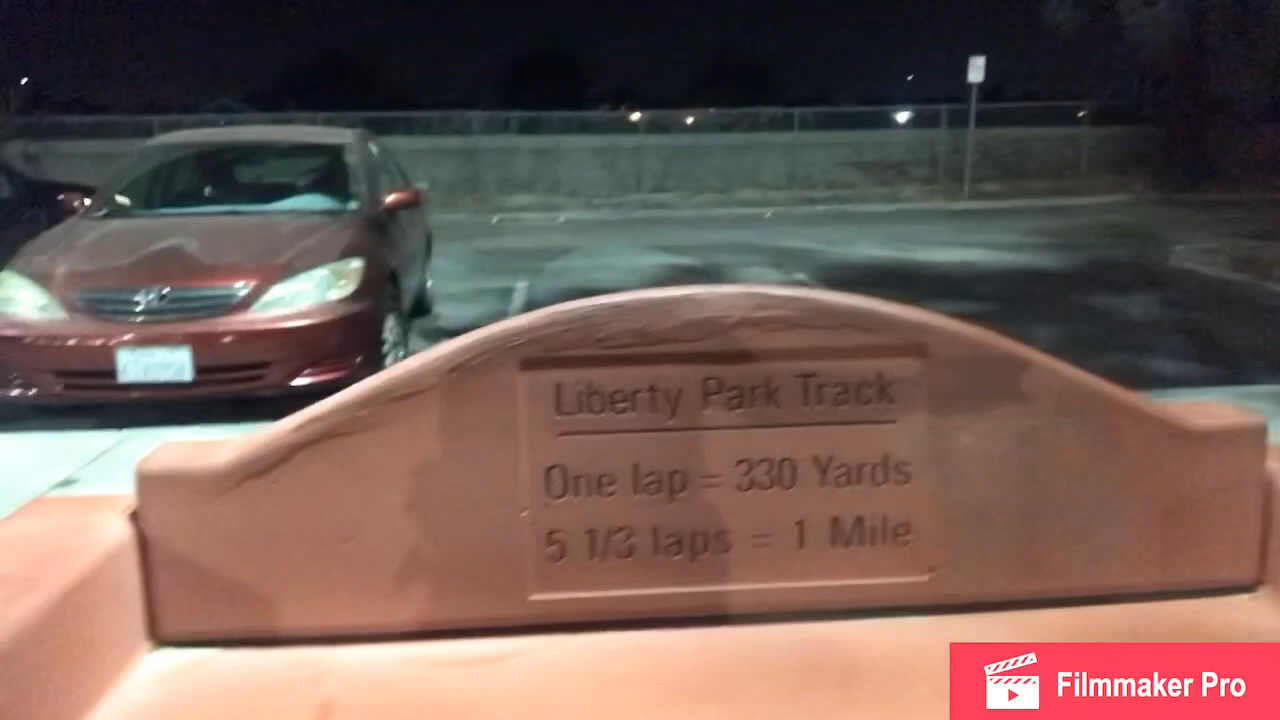 Liberty Park Track
One lap = 330 Yards
5 1/3 laps = 1 Mile
Filmmaker Pro